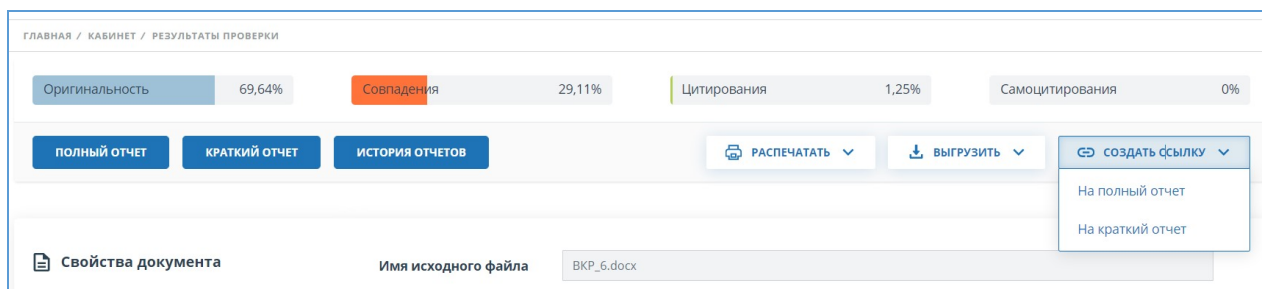 ГЛАВНАЯ / КАБИНЕТ / РЕЗУЛЬТАТЫ ПРОВЕРКИ
Оригинальность 69,64% Совпадения 29,11% Цитирования 1,25% Самоцитирования 0%
ПОЛНЫЙ ОТЧЕТ КРАТКИЙ ОТЧЕТ ИСТОРИЯ ОТЧЕТОВ РАСПЕЧАТАТЬ ВЫГРУЗИТЬ СОЗДАТЬ ССЫЛКУ
На полный отчет
На краткий отчет
Свойства документа Имя исходного файла ВКР_6.docx